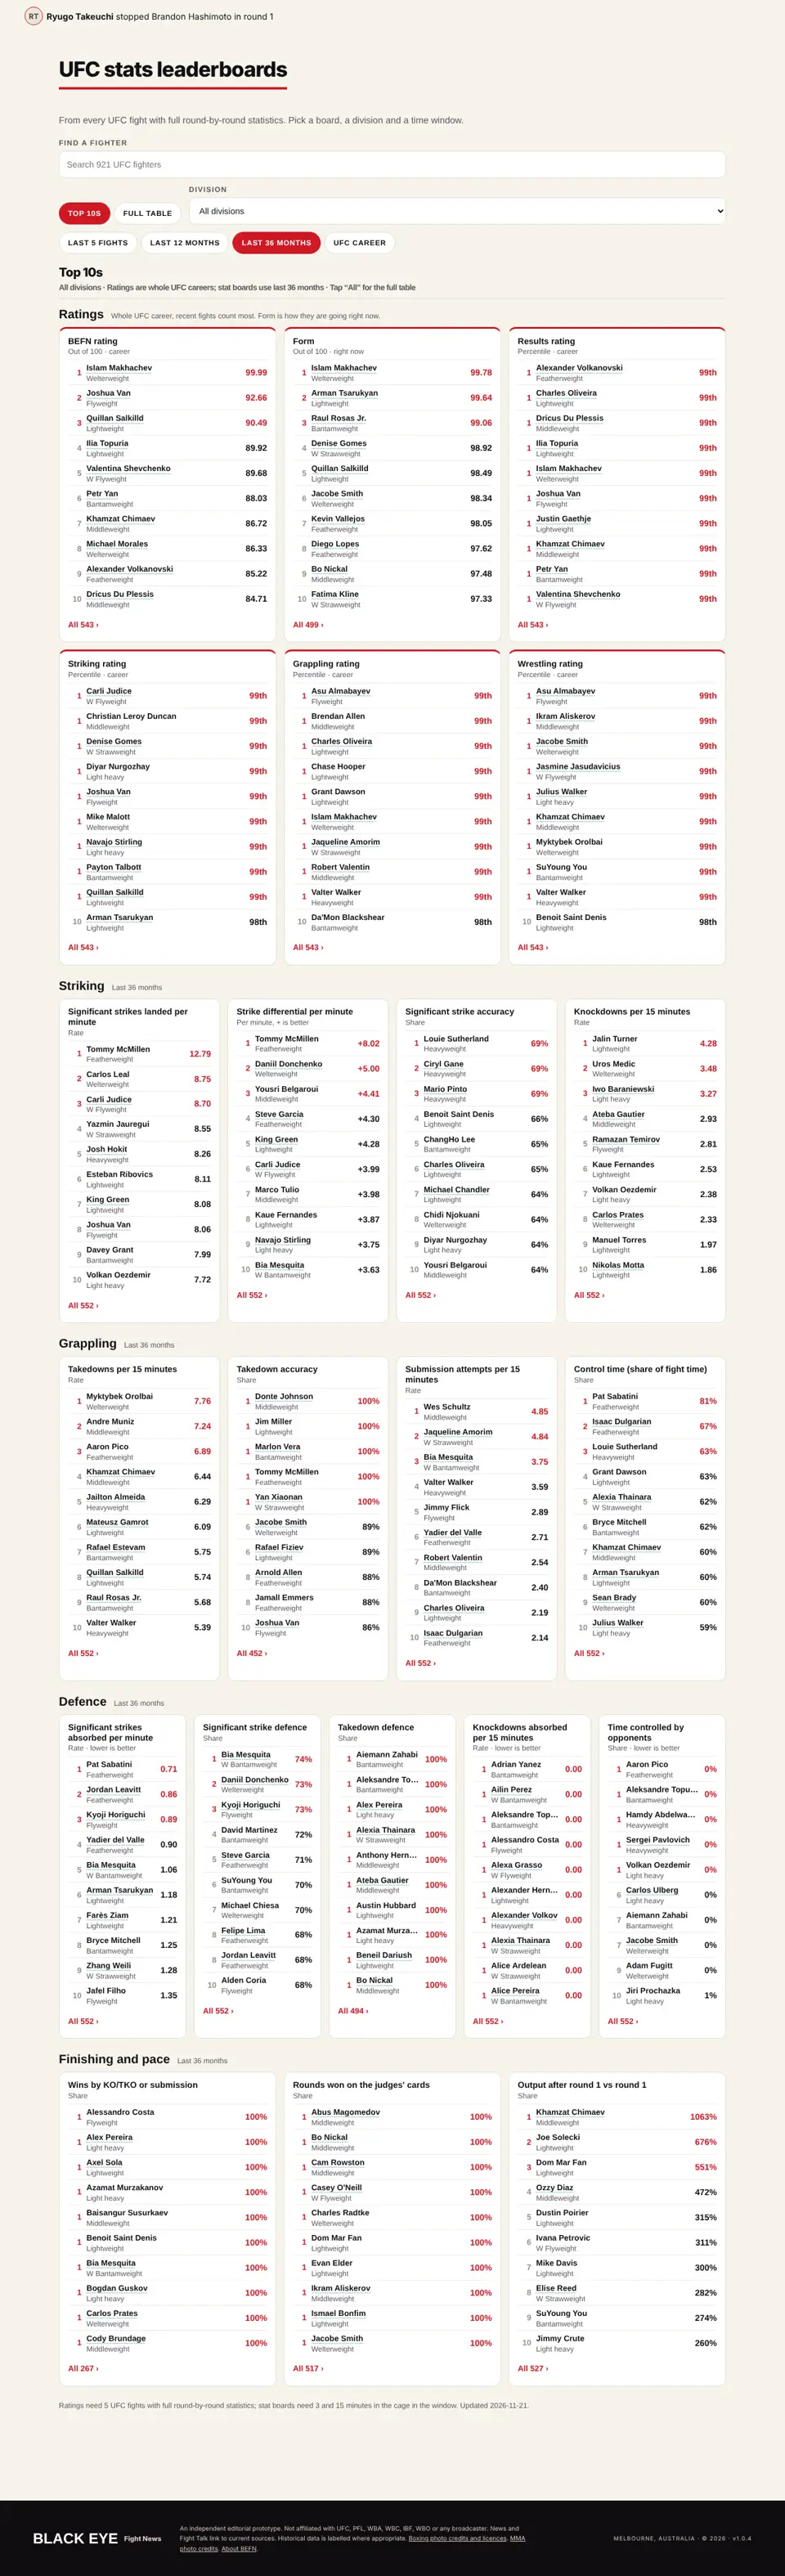 RT Ryugo Takeuchi stopped Brandon Hashimoto in round 1
UFC stats leaderboards
From every UFC fight with full round-by-round statistics. Pick a board, a division and a time window.
FIND A FIGHTER
Search 921 UFC fighters
DIVISION
TOP 10S FULL TABLE All divisions
LAST 5 FIGHTS LAST 12 MONTHS LAST 36 MONTHS UFC CAREER
Top 10s
All divisions · Ratings are whole UFC careers; stat boards use last 36 months · Tap “All” for the full table
Ratings Whole UFC career, recent fights count most. Form is how they are going right now.
BEFN rating
Out of 100 · career
1 Islam Makhachev 99.99
Welterweight
2 Joshua Van 92.66
Flyweight
3 Quillan Salkilld 90.49
Lightweight
4 Ilia Topuria 89.92
Lightweight
5 Valentina Shevchenko 89.68
W Flyweight
6 Petr Yan 88.03
Bantamweight
7 Khamzat Chimaev 86.72
Middleweight
8 Michael Morales 86.33
Welterweight
9 Alexander Volkanovski 85.22
Featherweight
10 Dricus Du Plessis 84.71
Middleweight
All 543 ›
Form
Out of 100 · right now
1 Islam Makhachev 99.78
Welterweight
2 Arman Tsarukyan 99.64
Lightweight
3 Raul Rosas Jr. 99.06
Bantamweight
4 Denise Gomes 98.92
W Strawweight
5 Quillan Salkilld 98.49
Lightweight
6 Jacobe Smith 98.34
Welterweight
7 Kevin Vallejos 98.05
Featherweight
8 Diego Lopes 97.62
Featherweight
9 Bo Nickal 97.48
Middleweight
10 Fatima Kline 97.33
W Strawweight
All 499 ›
Results rating
Percentile · career
1 Alexander Volkanovski 99th
Featherweight
1 Charles Oliveira 99th
Lightweight
1 Dricus Du Plessis 99th
Middleweight
1 Ilia Topuria 99th
Lightweight
1 Islam Makhachev 99th
Welterweight
1 Joshua Van 99th
Flyweight
1 Justin Gaethje 99th
Lightweight
1 Khamzat Chimaev 99th
Middleweight
1 Petr Yan 99th
Bantamweight
1 Valentina Shevchenko 99th
W Flyweight
All 543 ›
Striking rating
Percentile · career
1 Carli Judice 99th
W Flyweight
1 Christian Leroy Duncan 99th
Middleweight
1 Denise Gomes 99th
W Strawweight
1 Diyar Nurgozhay 99th
Light heavy
1 Joshua Van 99th
Flyweight
1 Mike Malott 99th
Welterweight
1 Navajo Stirling 99th
Light heavy
1 Payton Talbott 99th
Bantamweight
1 Quillan Salkilld 99th
Lightweight
10 Arman Tsarukyan 98th
Lightweight
All 543 ›
Grappling rating
Percentile · career
1 Asu Almabayev 99th
Flyweight
1 Brendan Allen 99th
Middleweight
1 Charles Oliveira 99th
Lightweight
1 Chase Hooper 99th
Lightweight
1 Grant Dawson 99th
Lightweight
1 Islam Makhachev 99th
Welterweight
1 Jaqueline Amorim 99th
W Strawweight
1 Robert Valentin 99th
Middleweight
1 Valter Walker 99th
Heavyweight
10 Da'Mon Blackshear 98th
Bantamweight
All 543 ›
Wrestling rating
Percentile · career
1 Asu Almabayev 99th
Flyweight
1 Ikram Aliskerov 99th
Middleweight
1 Jacobe Smith 99th
Welterweight
1 Jasmine Jasudavicius 99th
W Flyweight
1 Julius Walker 99th
Light heavy
1 Khamzat Chimaev 99th
Middleweight
1 Myktybek Orolbai 99th
Welterweight
1 SuYoung You 99th
Bantamweight
1 Valter Walker 99th
Heavyweight
10 Benoit Saint Denis 98th
Lightweight
All 543 ›
Striking Last 36 months
Significant strikes landed per
minute
Rate
1 Tommy McMillen 12.79
Featherweight
2 Carlos Leal 8.75
Welterweight
3 Carli Judice 8.70
W Flyweight
4 Yazmin Jauregui 8.55
W Strawweight
5 Josh Hokit 8.26
Heavyweight
6 Esteban Ribovics 8.11
Lightweight
7 King Green 8.08
Lightweight
8 Joshua Van 8.06
Flyweight
9 Davey Grant 7.99
Bantamweight
10 Volkan Oezdemir 7.72
Light heavy
All 552 ›
Strike differential per minute
Per minute, + is better
1 Tommy McMillen +8.02
Featherweight
2 Daniil Donchenko +5.00
Welterweight
3 Yousri Belgaroui +4.41
Middleweight
4 Steve Garcia +4.30
Featherweight
5 King Green +4.28
Lightweight
6 Carli Judice +3.99
W Flyweight
7 Marco Tulio +3.98
Middleweight
8 Kaue Fernandes +3.87
Lightweight
9 Navajo Stirling +3.75
Light heavy
10 Bia Mesquita +3.63
W Bantamweight
All 552 ›
Significant strike accuracy
Share
1 Louie Sutherland 69%
Heavyweight
2 Ciryl Gane 69%
Heavyweight
3 Mario Pinto 69%
Heavyweight
4 Benoit Saint Denis 66%
Lightweight
5 ChangHo Lee 65%
Bantamweight
6 Charles Oliveira 65%
Lightweight
7 Michael Chandler 64%
Lightweight
8 Chidi Njokuani 64%
Welterweight
9 Diyar Nurgozhay 64%
Light heavy
10 Yousri Belgaroui 64%
Middleweight
All 552 ›
Knockdowns per 15 minutes
Rate
1 Jalin Turner 4.28
Lightweight
2 Uros Medic 3.48
Welterweight
3 Iwo Baraniewski 3.27
Light heavy
4 Ateba Gautier 2.93
Middleweight
5 Ramazan Temirov 2.81
Flyweight
6 Kaue Fernandes 2.53
Lightweight
7 Volkan Oezdemir 2.38
Light heavy
8 Carlos Prates 2.33
Welterweight
9 Manuel Torres 1.97
Lightweight
10 Nikolas Motta 1.86
Lightweight
All 552 ›
Grappling Last 36 months
Takedowns per 15 minutes
Rate
1 Myktybek Orolbai 7.76
Welterweight
2 Andre Muniz 7.24
Middleweight
3 Aaron Pico 6.89
Featherweight
4 Khamzat Chimaev 6.44
Middleweight
5 Jailton Almeida 6.29
Heavyweight
6 Mateusz Gamrot 6.09
Lightweight
7 Rafael Estevam 5.75
Bantamweight
8 Quillan Salkilld 5.74
Lightweight
9 Raul Rosas Jr. 5.68
Bantamweight
10 Valter Walker 5.39
Heavyweight
All 552 ›
Takedown accuracy
Share
1 Donte Johnson 100%
Middleweight
1 Jim Miller 100%
Lightweight
1 Marlon Vera 100%
Bantamweight
1 Tommy McMillen 100%
Featherweight
1 Yan Xiaonan 100%
W Strawweight
6 Jacobe Smith 89%
Welterweight
6 Rafael Fiziev 89%
Lightweight
8 Arnold Allen 88%
Featherweight
8 Jamall Emmers 88%
Featherweight
10 Joshua Van 86%
Flyweight
All 452 ›
Submission attempts per 15
minutes
Rate
1 Wes Schultz 4.85
Middleweight
2 Jaqueline Amorim 4.84
W Strawweight
3 Bia Mesquita 3.75
W Bantamweight
4 Valter Walker 3.59
Heavyweight
5 Jimmy Flick 2.89
Flyweight
6 Yadier del Valle 2.71
Featherweight
7 Robert Valentin 2.54
Middleweight
8 Da'Mon Blackshear 2.40
Bantamweight
9 Charles Oliveira 2.19
Lightweight
10 Isaac Dulgarian 2.14
Featherweight
All 552 ›
Control time (share of fight time)
Share
1 Pat Sabatini 81%
Featherweight
2 Isaac Dulgarian 67%
Featherweight
3 Louie Sutherland 63%
Heavyweight
4 Grant Dawson 63%
Lightweight
5 Alexia Thainara 62%
W Strawweight
6 Bryce Mitchell 62%
Bantamweight
7 Khamzat Chimaev 60%
Middleweight
8 Arman Tsarukyan 60%
Lightweight
9 Sean Brady 60%
Welterweight
10 Julius Walker 59%
Light heavy
All 552 ›
Defence Last 36 months
Significant strikes
absorbed per minute
Rate · lower is better
1 Pat Sabatini 0.71
Featherweight
2 Jordan Leavitt 0.86
Featherweight
3 Kyoji Horiguchi 0.89
Flyweight
4 Yadier del Valle 0.90
Featherweight
5 Bia Mesquita 1.06
W Bantamweight
6 Arman Tsarukyan 1.18
Lightweight
7 Farès Ziam 1.21
Lightweight
8 Bryce Mitchell 1.25
Bantamweight
9 Zhang Weili 1.28
W Strawweight
10 Jafel Filho 1.35
Flyweight
All 552 ›
Significant strike defence
Share
1 Bia Mesquita 74%
W Bantamweight
2 Daniil Donchenko 73%
Welterweight
3 Kyoji Horiguchi 73%
Flyweight
4 David Martinez 72%
Bantamweight
5 Steve Garcia 71%
Featherweight
6 SuYoung You 70%
Bantamweight
7 Michael Chiesa 70%
Welterweight
8 Felipe Lima 68%
Featherweight
8 Jordan Leavitt 68%
Featherweight
10 Alden Coria 68%
Flyweight
All 552 ›
Takedown defence
Share
1 Aiemann Zahabi 100%
Bantamweight
1 Aleksandre To... 100%
Bantamweight
1 Alex Pereira 100%
Light heavy
1 Alexia Thainara 100%
W Strawweight
1 Anthony Hern... 100%
Middleweight
1 Ateba Gautier 100%
Middleweight
1 Austin Hubbard 100%
Lightweight
1 Azamat Murza... 100%
Light heavy
1 Beneil Dariush 100%
Lightweight
1 Bo Nickal 100%
Middleweight
All 494 ›
Knockdowns absorbed
per 15 minutes
Rate · lower is better
1 Adrian Yanez 0.00
Bantamweight
1 Ailin Perez 0.00
W Bantamweight
1 Aleksandre Top... 0.00
Bantamweight
1 Alessandro Costa 0.00
Flyweight
1 Alexa Grasso 0.00
W Flyweight
1 Alexander Hern... 0.00
Lightweight
1 Alexander Volkov 0.00
Heavyweight
1 Alexia Thainara 0.00
W Strawweight
1 Alice Ardelean 0.00
W Strawweight
1 Alice Pereira 0.00
W Bantamweight
All 552 ›
Time controlled by
opponents
Share · lower is better
1 Aaron Pico 0%
Featherweight
1 Aleksandre Topu... 0%
Bantamweight
1 Hamdy Abdelwa... 0%
Heavyweight
1 Sergei Pavlovich 0%
Heavyweight
1 Volkan Oezdemir 0%
Light heavy
6 Carlos Ulberg 0%
Light heavy
7 Aiemann Zahabi 0%
Bantamweight
7 Jacobe Smith 0%
Welterweight
9 Adam Fugitt 0%
Welterweight
10 Jiri Prochazka 1%
Light heavy
All 552 ›
Finishing and pace Last 36 months
Wins by KO/TKO or submission
Share
1 Alessandro Costa 100%
Flyweight
1 Alex Pereira 100%
Light heavy
1 Axel Sola 100%
Lightweight
1 Azamat Murzakanov 100%
Light heavy
1 Baisangur Susurkaev 100%
Middleweight
1 Benoit Saint Denis 100%
Lightweight
1 Bia Mesquita 100%
W Bantamweight
1 Bogdan Guskov 100%
Light heavy
1 Carlos Prates 100%
Welterweight
1 Cody Brundage 100%
Middleweight
All 267 ›
Rounds won on the judges' cards
Share
1 Abus Magomedov 100%
Middleweight
1 Bo Nickal 100%
Middleweight
1 Cam Rowston 100%
Middleweight
1 Casey O'Neill 100%
W Flyweight
1 Charles Radtke 100%
Welterweight
1 Dom Mar Fan 100%
Lightweight
1 Evan Elder 100%
Lightweight
1 Ikram Aliskerov 100%
Middleweight
1 Ismael Bonfim 100%
Lightweight
1 Jacobe Smith 100%
Welterweight
All 517 ›
Output after round 1 vs round 1
Share
1 Khamzat Chimaev 1063%
Middleweight
2 Joe Solecki 676%
Lightweight
3 Dom Mar Fan 551%
Lightweight
4 Ozzy Diaz 472%
Middleweight
5 Dustin Poirier 315%
Lightweight
6 Ivana Petrovic 311%
W Flyweight
7 Mike Davis 300%
Lightweight
8 Elise Reed 282%
W Strawweight
9 SuYoung You 274%
Bantamweight
10 Jimmy Crute 260%
Light heavy
All 527 ›
Ratings need 5 UFC fights with full round-by-round statistics; stat boards need 3 and 15 minutes in the cage in the window. Updated 2026-11-21.
BLACK EYE Fight News
An independent editorial prototype. Not affiliated with UFC, PFL, WBA, WBC, IBF, WBO or any broadcaster. News and
Fight Talk link to current sources. Historical data is labelled where appropriate. Boxing photo credits and licences. MMA
photo credits. About BEFN.
MELBOURNE, AUSTRALIA · © 2026 · v1.0.4